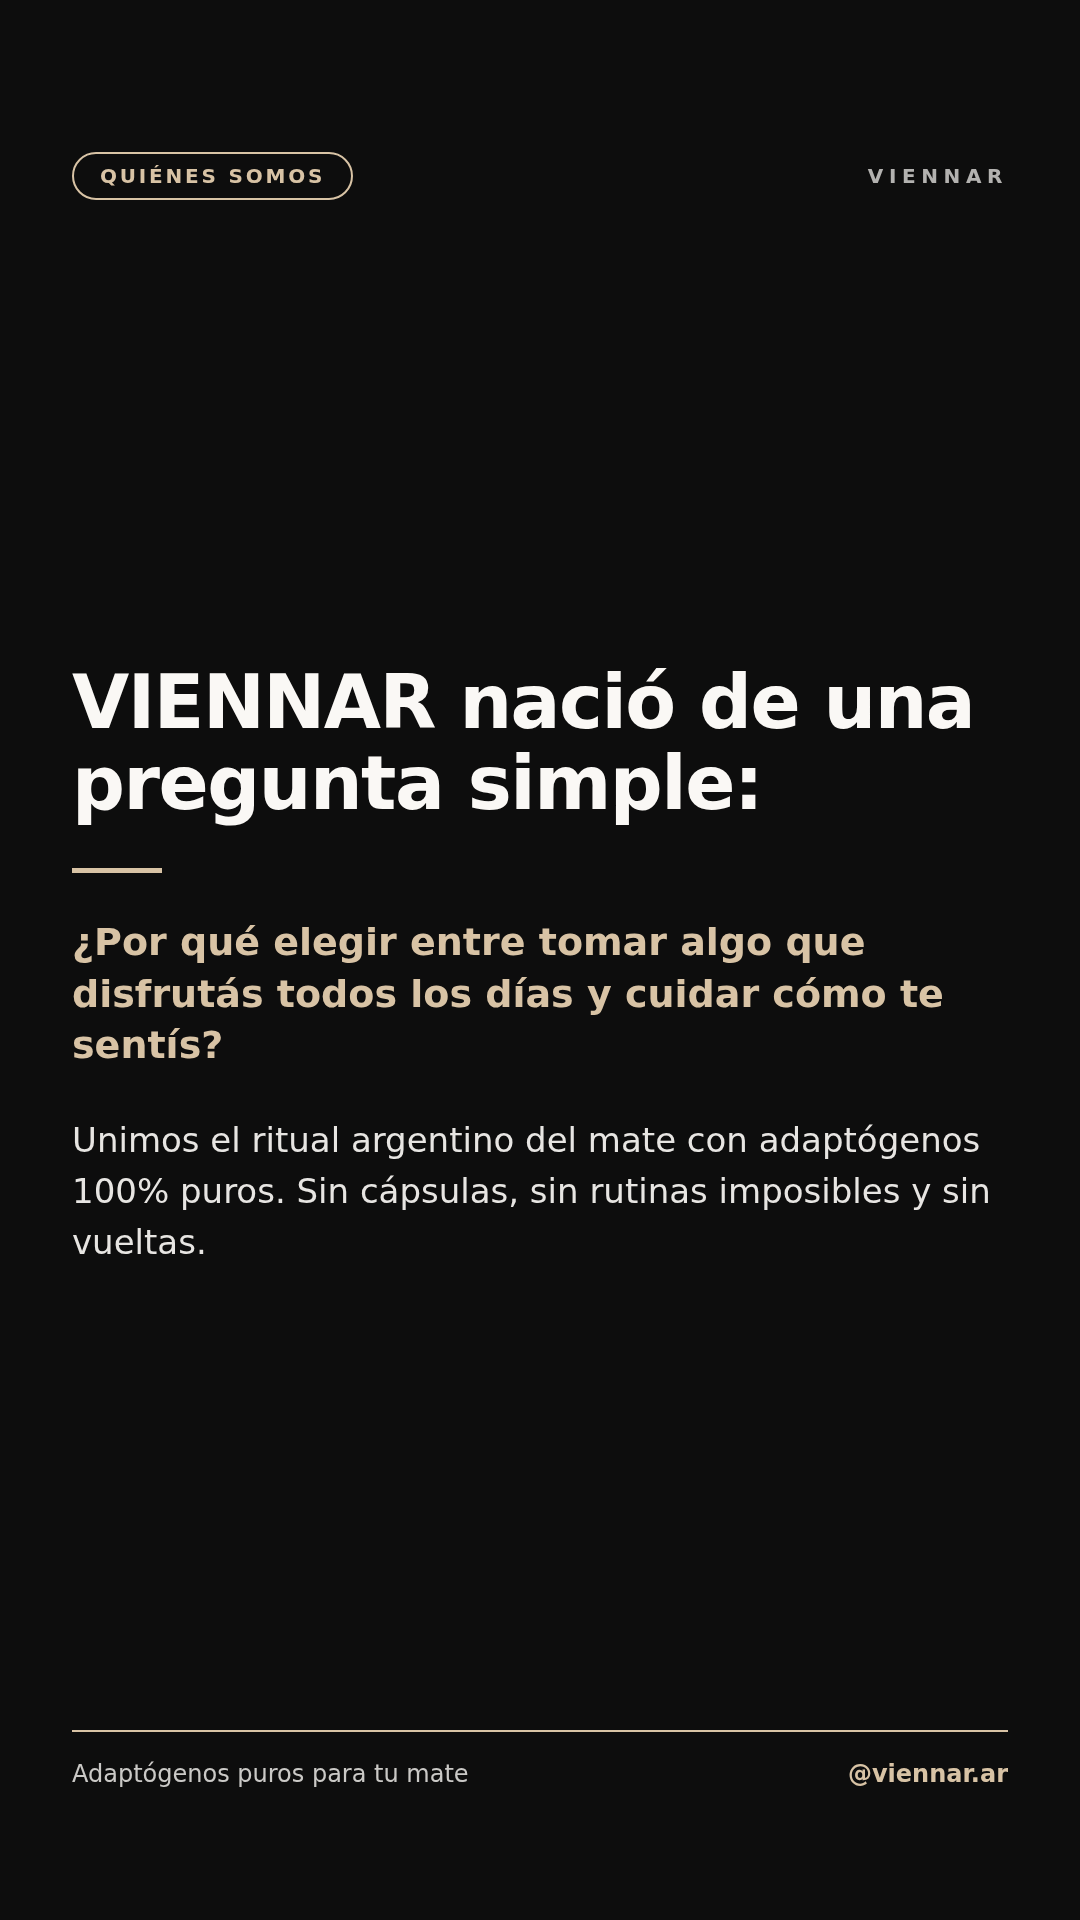 QUIÉNES SOMOS
VIENNAR
VIENNAR nació de una
pregunta simple:
¿Por qué elegir entre tomar algo que
disfrutás todos los días y cuidar cómo te
sentís?
Unimos el ritual argentino del mate con adaptógenos
100% puros. Sin cápsulas, sin rutinas imposibles y sin
vueltas.
Adaptógenos puros para tu mate
@viennar.ar